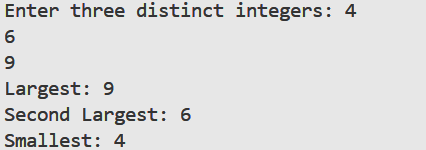 Enter three distinct integers: 4
6
9
Largest: 9
Second Largest: 6
Smallest: 4